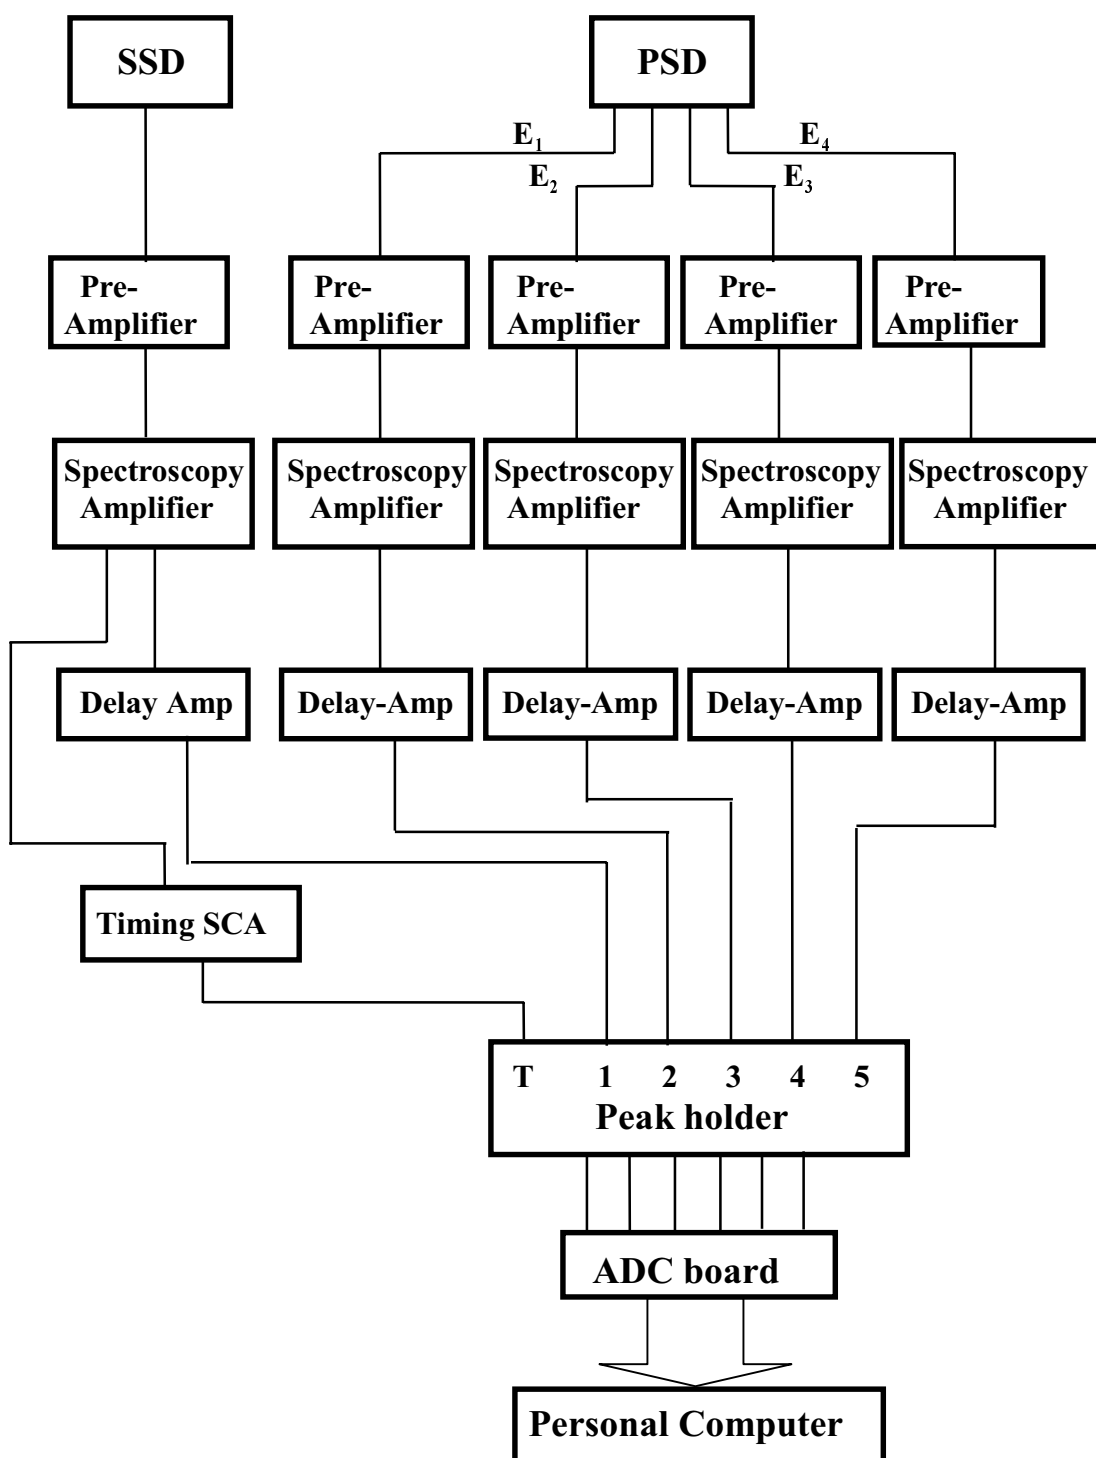 SSD
PSD
E1
E4
E2
E3
Pre-
Amplifier
Pre-
Amplifier
Pre-
Amplifier
Pre-
Amplifier
Pre-
Amplifier
Spectroscopy
Amplifier
Spectroscopy
Amplifier
Spectroscopy
Amplifier
Spectroscopy
Amplifier
Spectroscopy
Amplifier
Delay Amp
Delay-Amp
Delay-Amp
Delay-Amp
Delay-Amp
Timing SCA
T 1 2 3 4 5
Peak holder
ADC board
Personal Computer